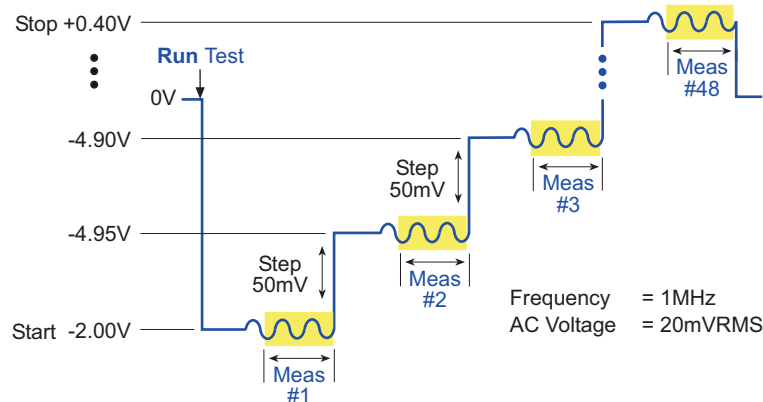 Stop +0.40V
Run Test
0V
Meas
#48
-4.90V
Step
50mV
Meas
#3
-4.95V
Step
50mV
Meas
#2
Frequency = 1MHz
AC Voltage = 20mVRMS
Start -2.00V
Meas
#1